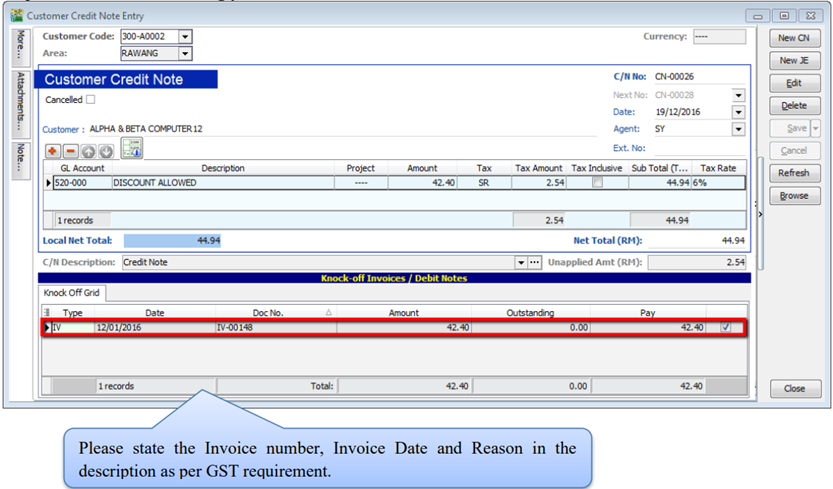 Customer Credit Note Entry
More...
Attachments...
Note...
Customer Code: 300-A0002
Currency: ----
Area: RAWANG
Customer Credit Note
Cancelled
C/N No: CN-00026
Next No: CN-00028
Date: 19/12/2016
Customer : ALPHA & BETA COMPUTER12
Agent: SY
Ext. No:
GL Account Description Project Amount Tax Tax Amount Tax Inclusive Sub Total (T... Tax Rate
520-000 DISCOUNT ALLOWED ---- 42.40 SR 2.54 44.94 6%
1 records 2.54 44.94
Local Net Total: 44.94 Net Total (RM): 44.94
C/N Description: Credit Note Unapplied Amt (RM): 2.54
Knock-off Invoices / Debit Notes
Knock Off Grid
Type Date Doc No. Amount Outstanding Pay
IV 12/01/2016 IV-00148 42.40 0.00 42.40
1 records Total: 42.40 0.00 42.40
New CN
New JE
Edit
Delete
Save
Cancel
Refresh
Browse
Close
Please state the Invoice number, Invoice Date and Reason in the
description as per GST requirement.